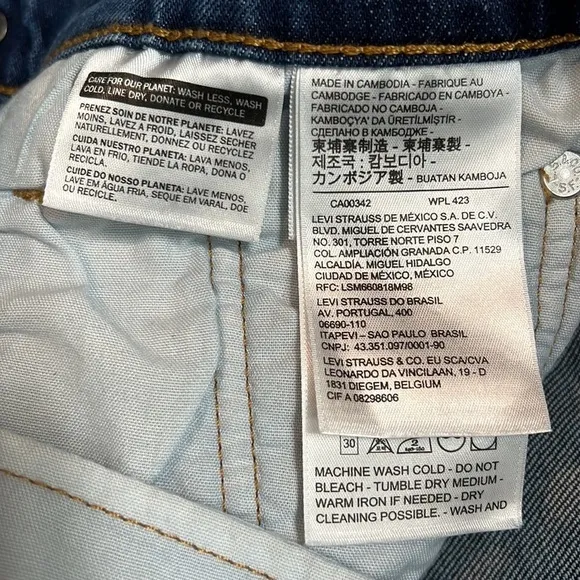 CARE FOR OUR PLANET: WASH LESS, WASH
COLD, LINE DRY, DONATE OR RECYCLE
PRENEZ SOIN DE NOTRE PLANETE: LAVEZ
MOINS, LAVEZ A FROID, LAISSEZ SÉCHER
NATURELLEMENT, DONNEZ OU RECYCLEZ
CUIDA NUESTRO PLANETA: LAVA MENOS,
LAVA EN FRIO, TIENDE LA ROPA, DONA O
RECICLA.
CUIDE DO NOSSO PLANETA: LAVE MENOS,
LAVE EM ÁGUA FRIA, SEQUE EM VARAL, DOE
OU RECICLE.
MADE IN CAMBODIA - FABRIQUE AU
CAMBODGE - FABRICADO EN CAMBOYA -
FABRICADO NO CAMBOJA -
KAMBOÇYA' DA ÜRETİLMİŞTİR -
СДЕЛАНО В КАМБОДЖЕ -
柬埔寨制造 - 柬埔寨製 -
제조국 : 캄보디아 -
カンボジア製 - BUATAN KAMBOJA
CA00342 WPL 423
LEVI STRAUSS DE MÉXICO S.A. DE C.V.
BLVD. MIGUEL DE CERVANTES SAAVEDRA
NO. 301, TORRE NORTE PISO 7
COL. AMPLIACIÓN GRANADA C.P. 11529
ALCALDÍA. MIGUEL HIDALGO
CIUDAD DE MÉXICO, MÉXICO
RFC: LSM660818M98
LEVI STRAUSS DO BRASIL
AV. PORTUGAL, 400
06690-110
ITAPEVI – SAO PAULO BRASIL
CNPJ: 43.351.097/0001-90
LEVI STRAUSS & CO. EU SCA/CVA
LEONARDO DA VINCILAAN, 19 - D
1831 DIEGEM, BELGIUM
CIF A 08298606
30
MACHINE WASH COLD - DO NOT
BLEACH - TUMBLE DRY MEDIUM -
WARM IRON IF NEEDED - DRY
CLEANING POSSIBLE. - WASH AND